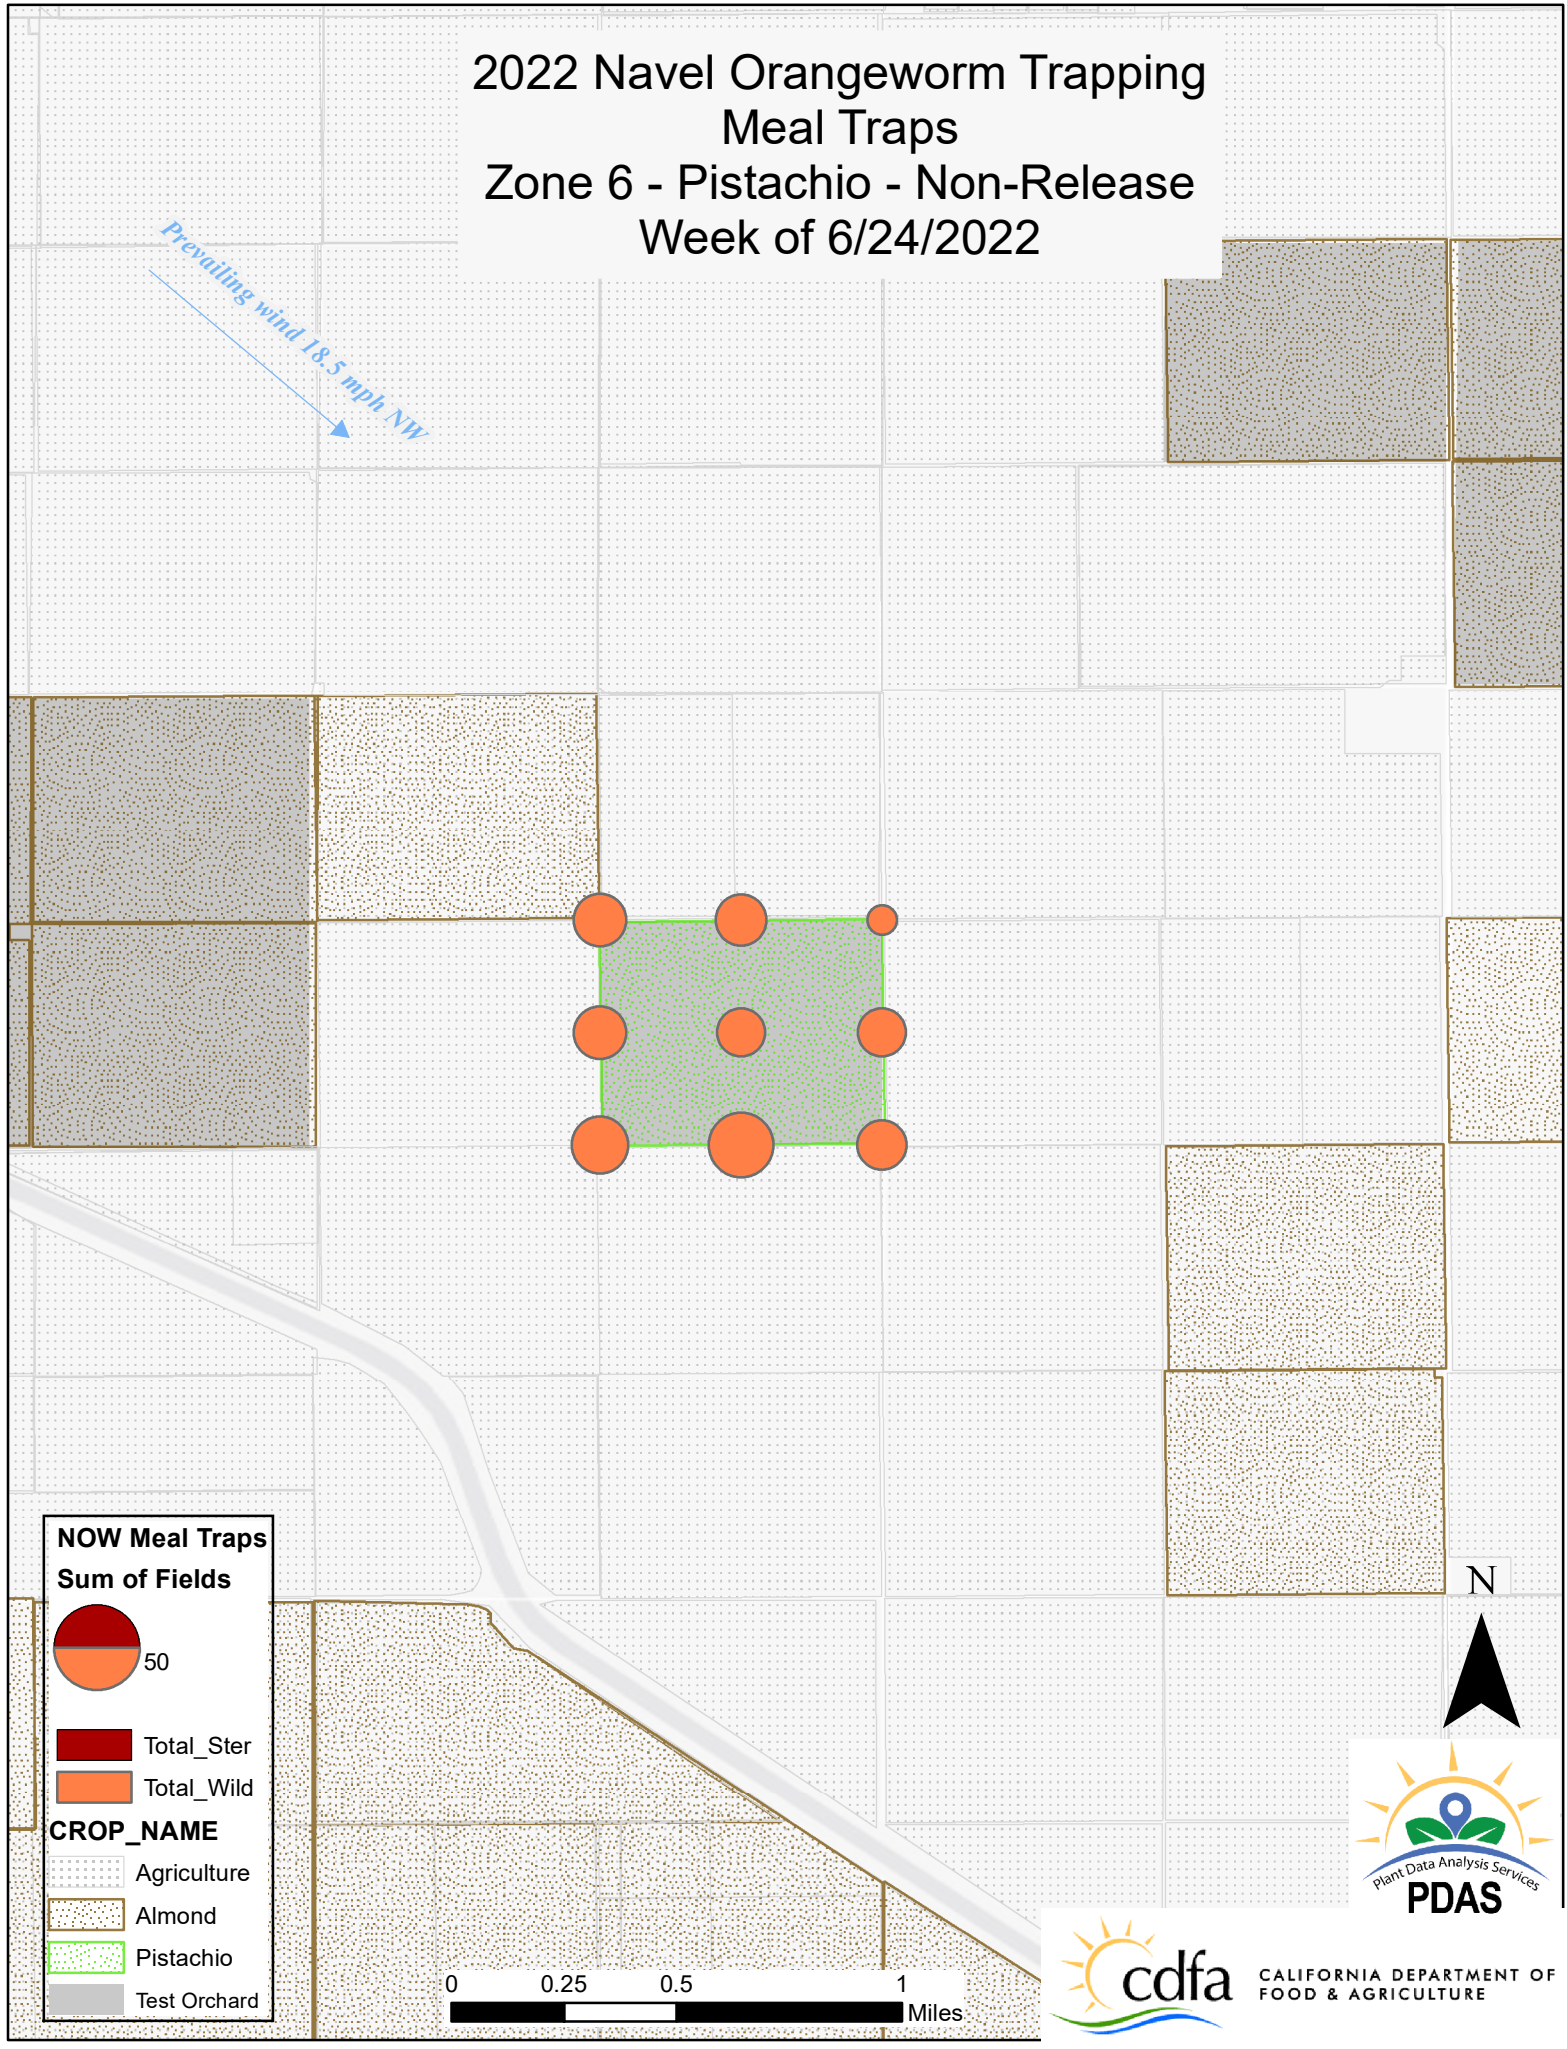 2022 Navel Orangeworm Trapping
Meal Traps
Zone 6 - Pistachio - Non-Release
Week of 6/24/2022
Prevailing wind 18.5 mph NW
NOW Meal Traps
Sum of Fields
50
Total_Ster
Total_Wild
CROP_NAME
Agriculture
Almond
Pistachio
Test Orchard
0 0.25 0.5 1
Miles
N
Plant Data Analysis Services
PDAS
cdfa
CALIFORNIA DEPARTMENT OF
FOOD & AGRICULTURE